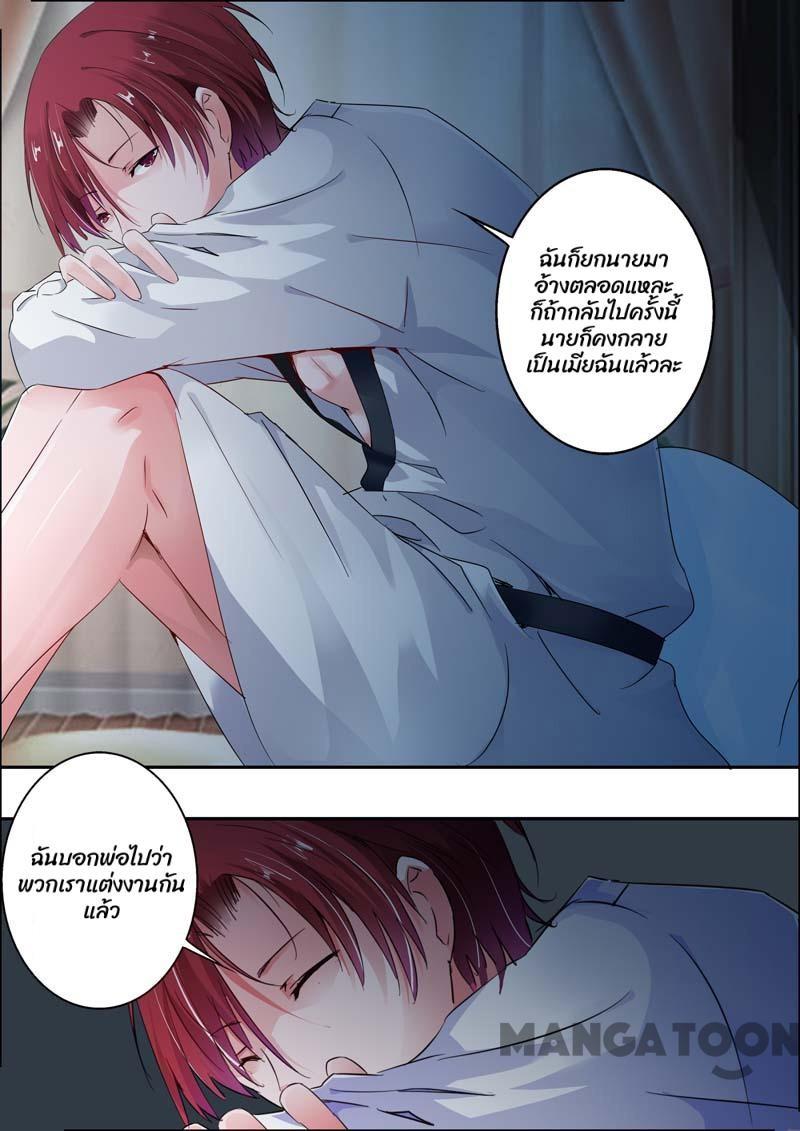 ฉันก็ยกนายมา
อ้างตลอดแหละ
ก็ถ้ากลับไปครั้งนี้
นายก็คงกลาย
เป็นเมียฉันแล้วละ
ฉันบอกพ่อไปว่า
พวกเราแต่งงานกัน
แล้ว
MANGATOON